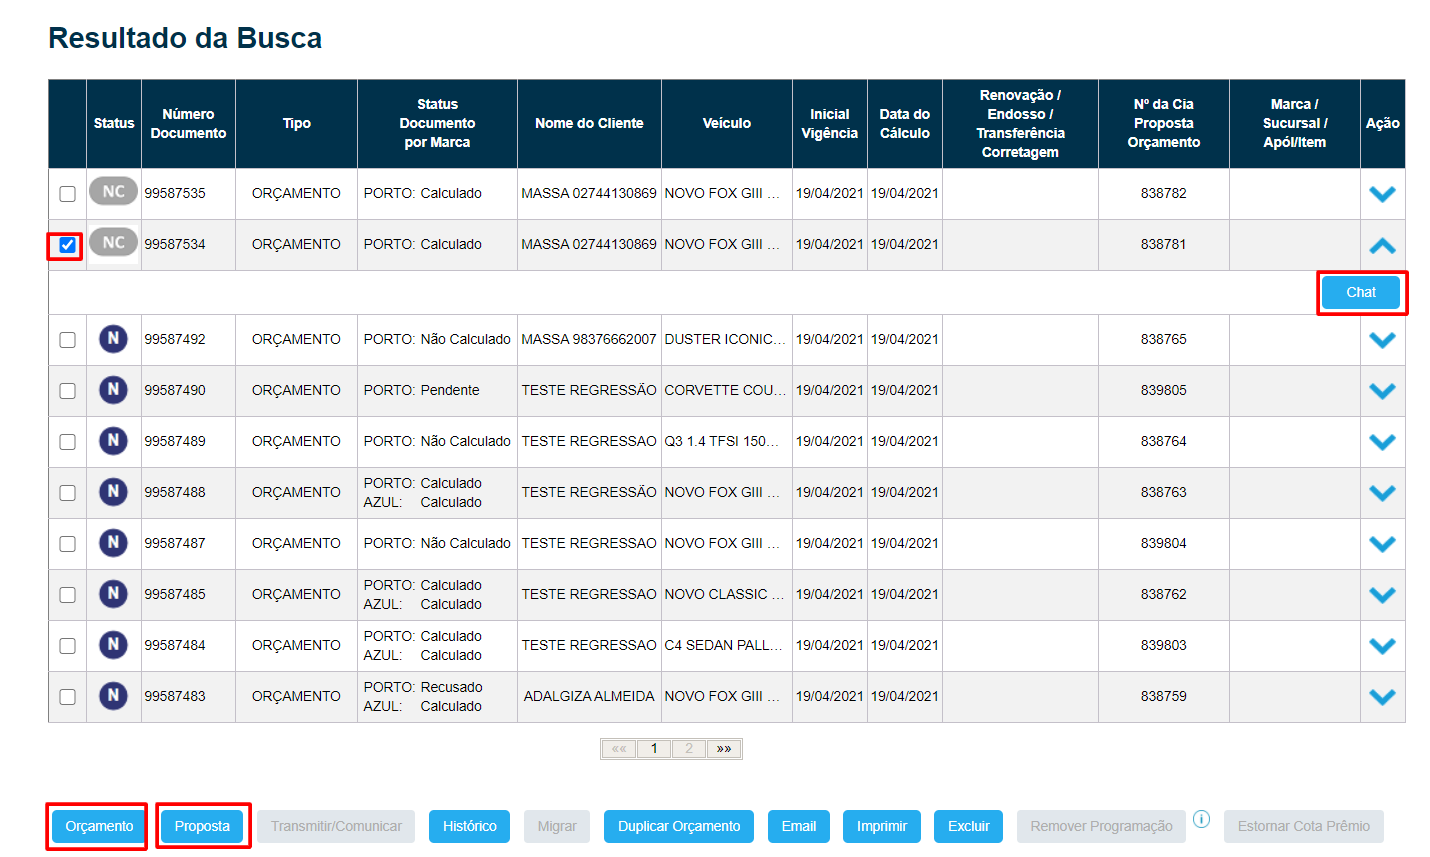 Resultado da Busca
Status | Número Documento | Tipo | Status Documento por Marca | Nome do Cliente | Veículo | Inicial Vigência | Data do Cálculo | Renovação / Endosso / Transferência Corretagem | Nº da Cia Proposta Orçamento | Marca / Sucursal / Apól/Item | Ação
NC 99587535 ORÇAMENTO PORTO: Calculado MASSA 02744130869 NOVO FOX GIII ... 19/04/2021 19/04/2021 838782
NC 99587534 ORÇAMENTO PORTO: Calculado MASSA 02744130869 NOVO FOX GIII ... 19/04/2021 19/04/2021 838781
Chat
N 99587492 ORÇAMENTO PORTO: Não Calculado MASSA 98376662007 DUSTER ICONIC... 19/04/2021 19/04/2021 838765
N 99587490 ORÇAMENTO PORTO: Pendente TESTE REGRESSÃO CORVETTE COU... 19/04/2021 19/04/2021 839805
N 99587489 ORÇAMENTO PORTO: Não Calculado TESTE REGRESSAO Q3 1.4 TFSI 150... 19/04/2021 19/04/2021 838764
N 99587488 ORÇAMENTO PORTO: Calculado AZUL: Calculado TESTE REGRESSÃO NOVO FOX GIII ... 19/04/2021 19/04/2021 838763
N 99587487 ORÇAMENTO PORTO: Não Calculado TESTE REGRESSAO NOVO FOX GIII ... 19/04/2021 19/04/2021 839804
N 99587485 ORÇAMENTO PORTO: Calculado AZUL: Calculado TESTE REGRESSAO NOVO CLASSIC ... 19/04/2021 19/04/2021 838762
N 99587484 ORÇAMENTO PORTO: Calculado AZUL: Calculado TESTE REGRESSAO C4 SEDAN PALL... 19/04/2021 19/04/2021 839803
N 99587483 ORÇAMENTO PORTO: Recusado AZUL: Calculado ADALGIZA ALMEIDA NOVO FOX GIII ... 19/04/2021 19/04/2021 838759
«« 1 2 »»
Orçamento Proposta Transmitir/Comunicar Histórico Migrar Duplicar Orçamento Email Imprimir Excluir Remover Programação i Estornar Cota Prêmio